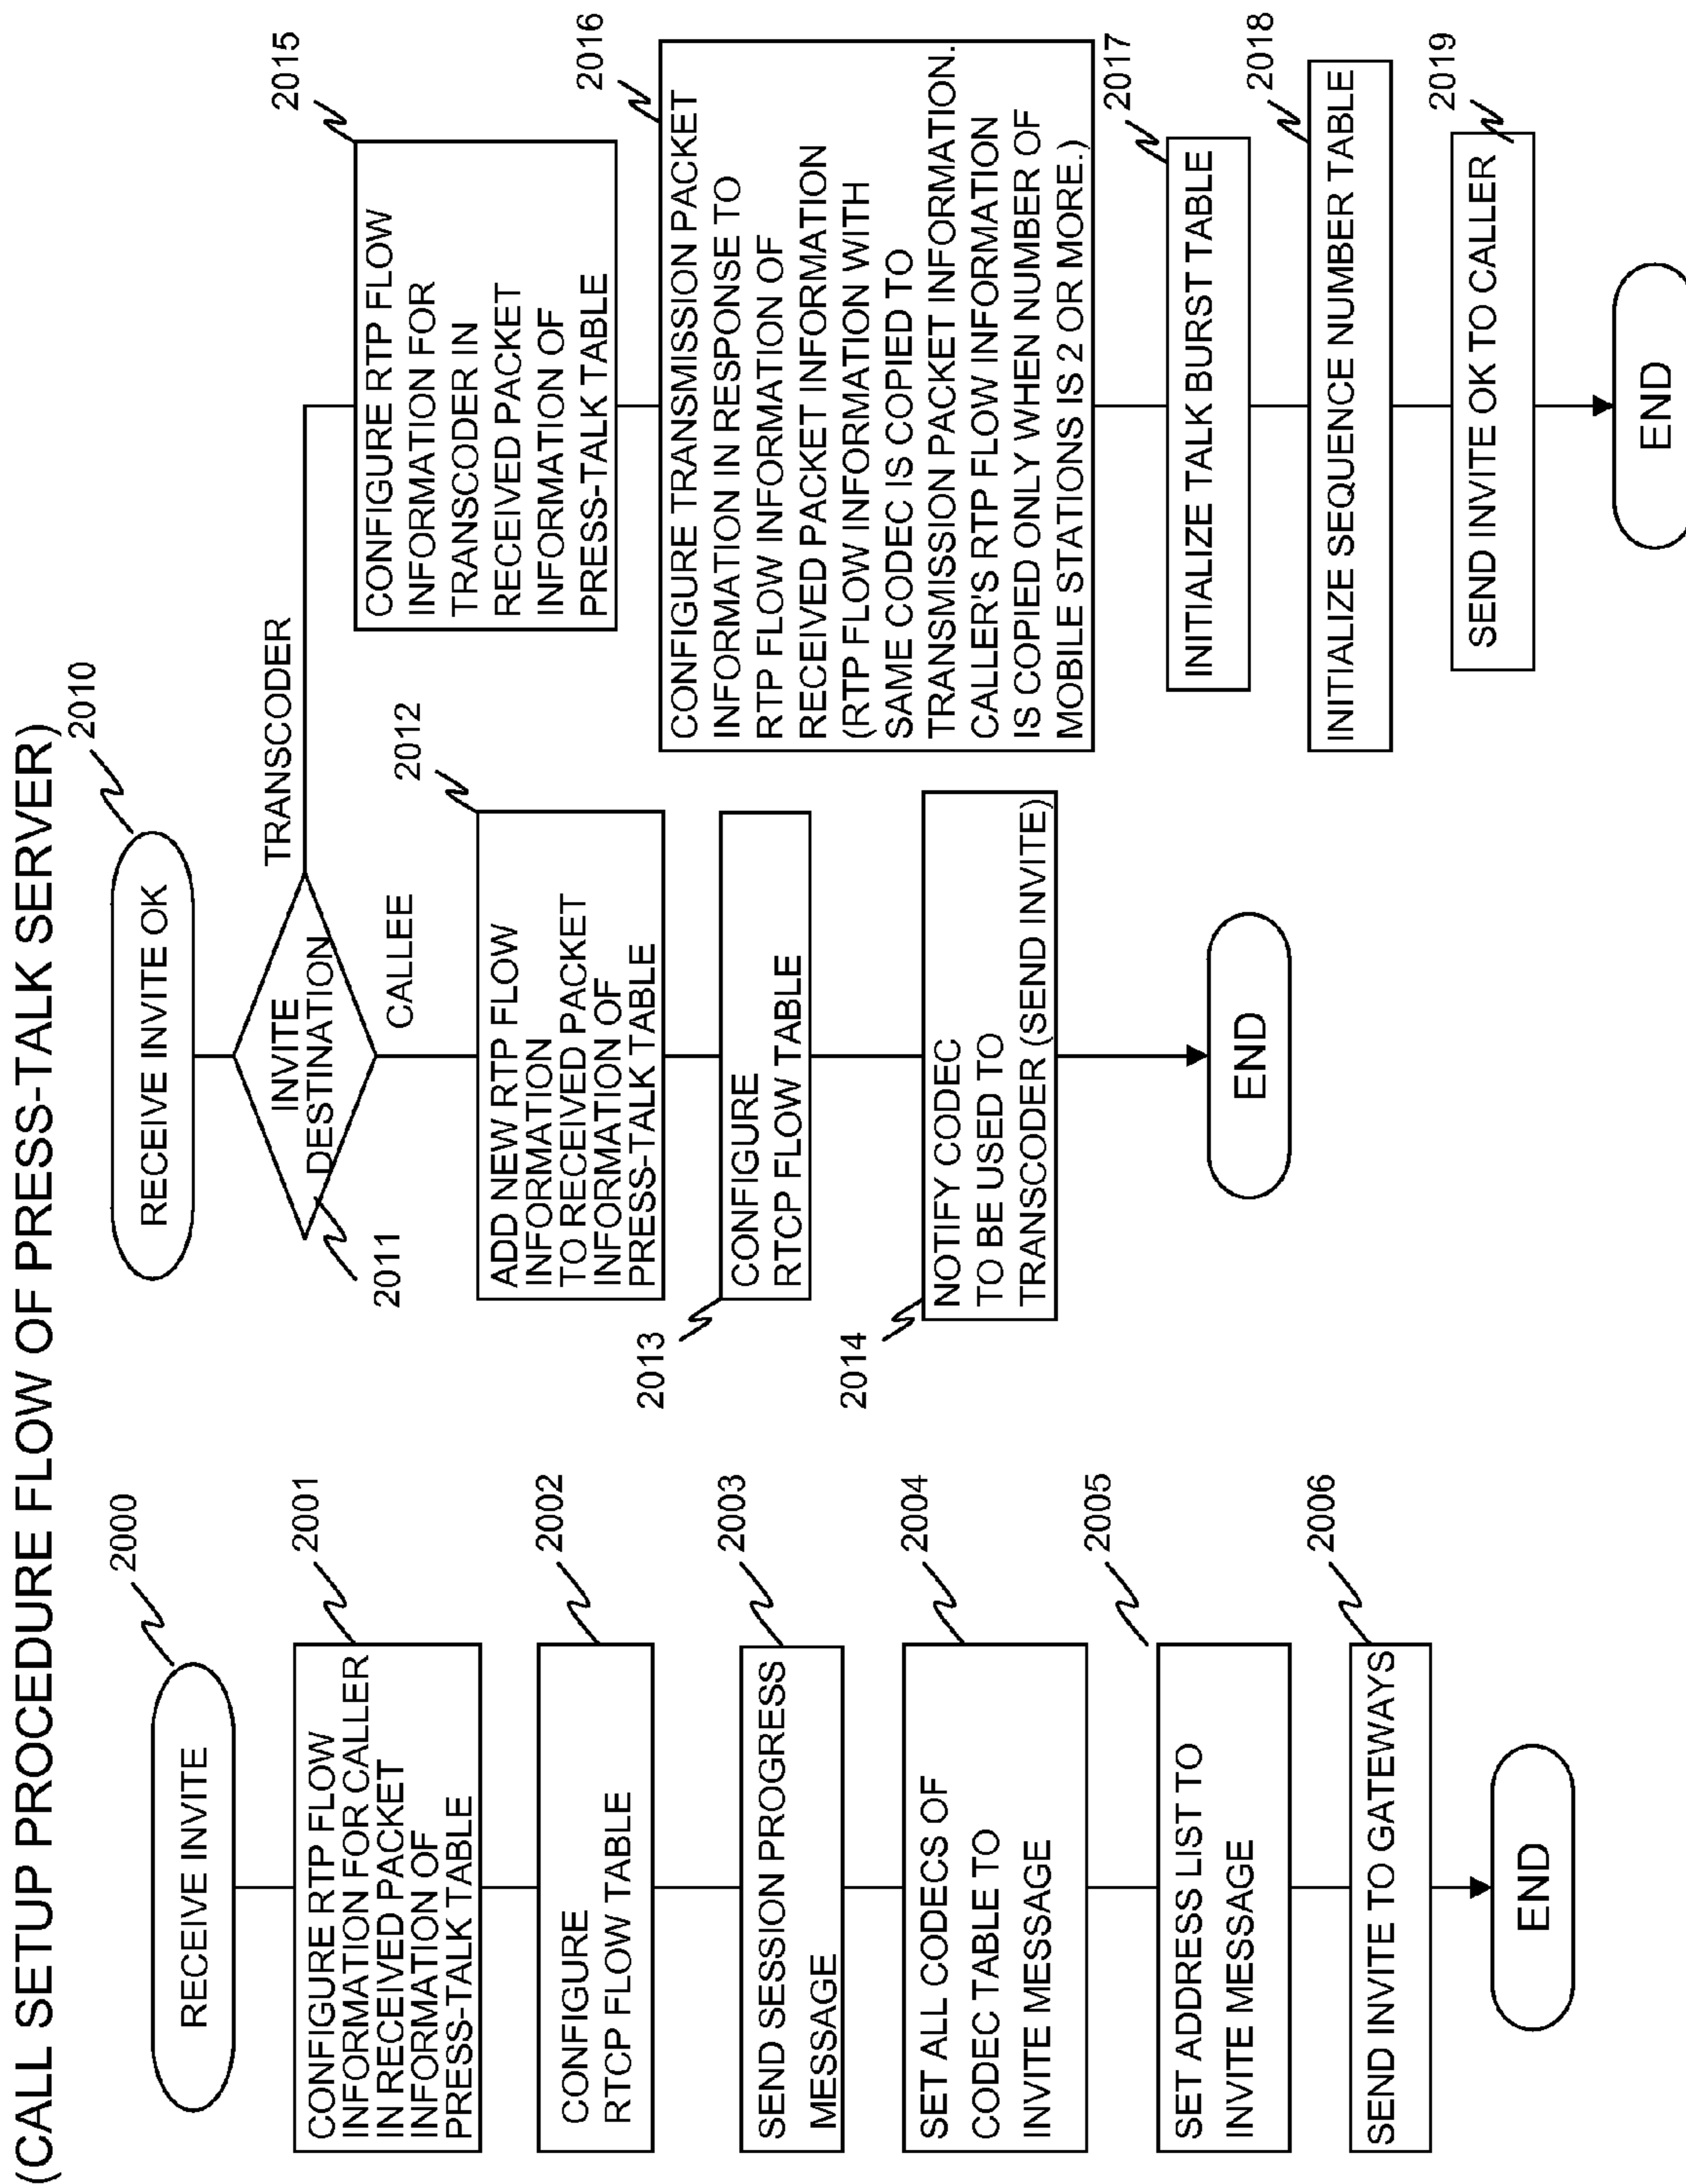 (CALL SETUP PROCEDURE FLOW OF PRESS-TALK SERVER)
2000
RECEIVE INVITE
2001
CONFIGURE RTP FLOW
INFORMATION FOR CALLER
IN RECEIVED PACKET
INFORMATION OF
PRESS-TALK TABLE
2002
CONFIGURE
RTCP FLOW TABLE
2003
SEND SESSION PROGRESS
MESSAGE
2004
SET ALL CODECS OF
CODEC TABLE TO
INVITE MESSAGE
2005
SET ADDRESS LIST TO
INVITE MESSAGE
2006
SEND INVITE TO GATEWAYS
END
2010
RECEIVE INVITE OK
2011
INVITE
DESTINATION
TRANSCODER
CALLEE
2012
ADD NEW RTP FLOW
INFORMATION
TO RECEIVED PACKET
INFORMATION OF
PRESS-TALK TABLE
2013
CONFIGURE
RTCP FLOW TABLE
2014
NOTIFY CODEC
TO BE USED TO
TRANSCODER (SEND INVITE)
END
2015
CONFIGURE RTP FLOW
INFORMATION FOR
TRANSCODER IN
RECEIVED PACKET
INFORMATION OF
PRESS-TALK TABLE
2016
CONFIGURE TRANSMISSION PACKET
INFORMATION IN RESPONSE TO
RTP FLOW INFORMATION OF
RECEIVED PACKET INFORMATION
(RTP FLOW INFORMATION WITH
SAME CODEC IS COPIED TO
TRANSMISSION PACKET INFORMATION.
CALLER'S RTP FLOW INFORMATION
IS COPIED ONLY WHEN NUMBER OF
MOBILE STATIONS IS 2 OR MORE.)
2017
INITIALIZE TALK BURST TABLE
2018
INITIALIZE SEQUENCE NUMBER TABLE
2019
SEND INVITE OK TO CALLER
END